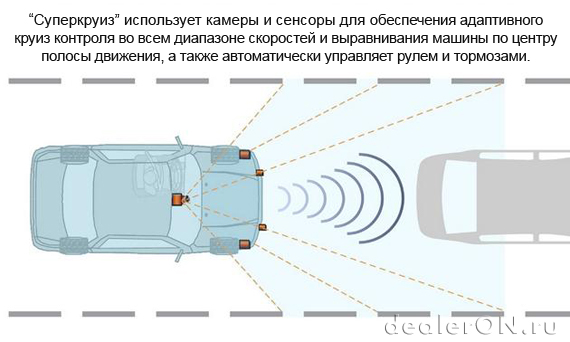 “Суперкруиз” использует камеры и сенсоры для обеспечения адаптивного
круиз контроля во всем диапазоне скоростей и выравнивания машины по центру
полосы движения, а также автоматически управляет рулем и тормозами.
dealerON.ru